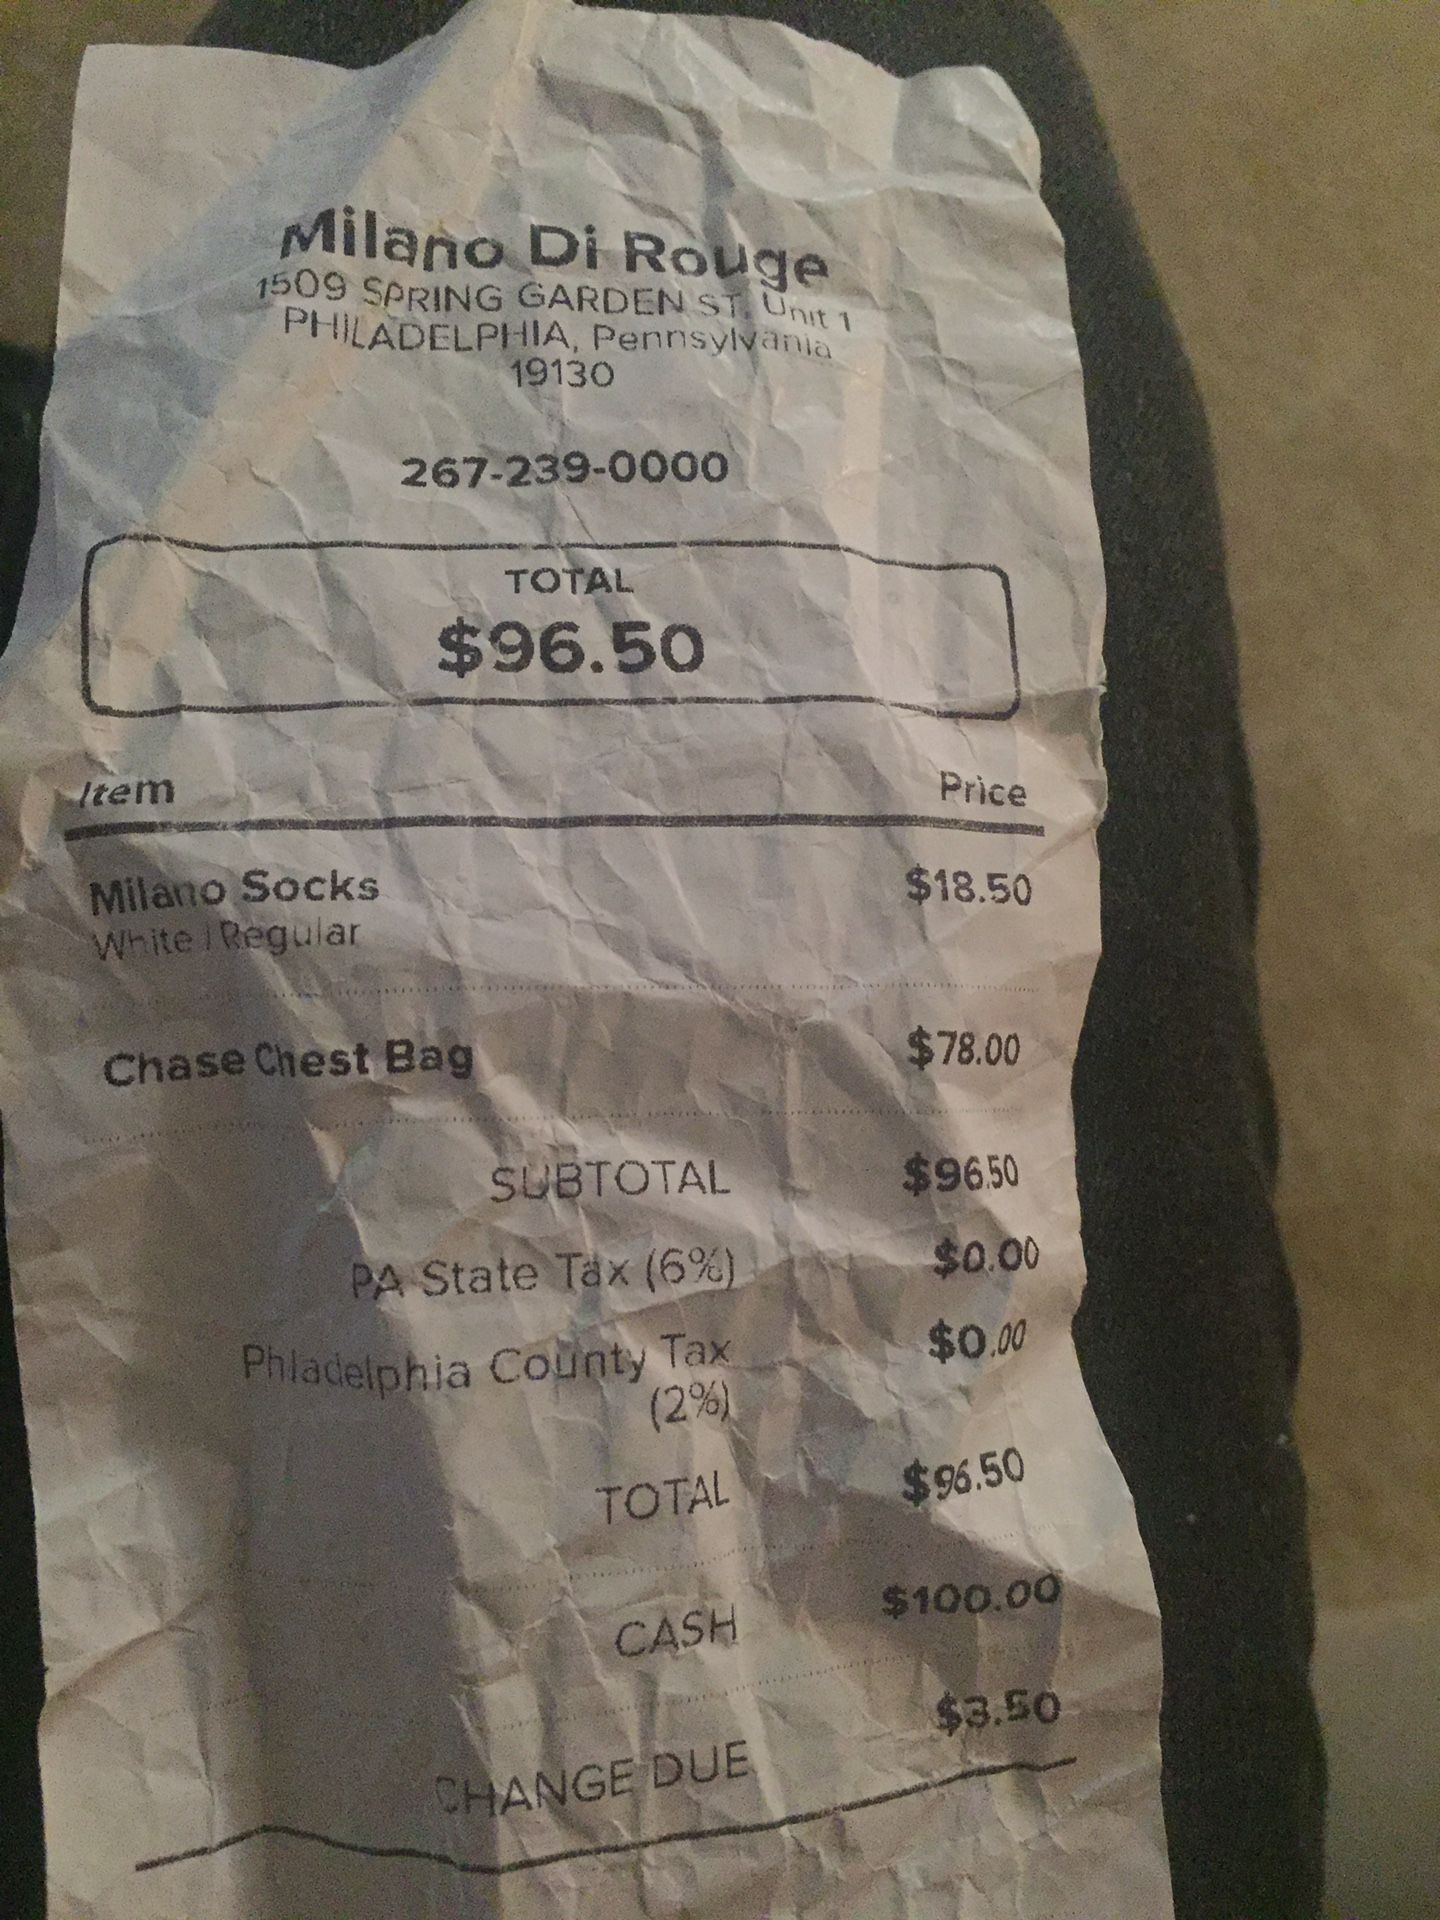 Milano Di Rouge
1509 SPRING GARDEN ST. Unit 1
PHILADELPHIA, Pennsylvania
19130
267-239-0000
TOTAL
$96.50
Item Price
Milano Socks $18.50
White | Regular
Chase Chest Bag $78.00
SUBTOTAL $96.50
PA State Tax (6%) $0.00
Philadelphia County Tax $0.00
(2%)
TOTAL $96.50
CASH $100.00
CHANGE DUE $3.50